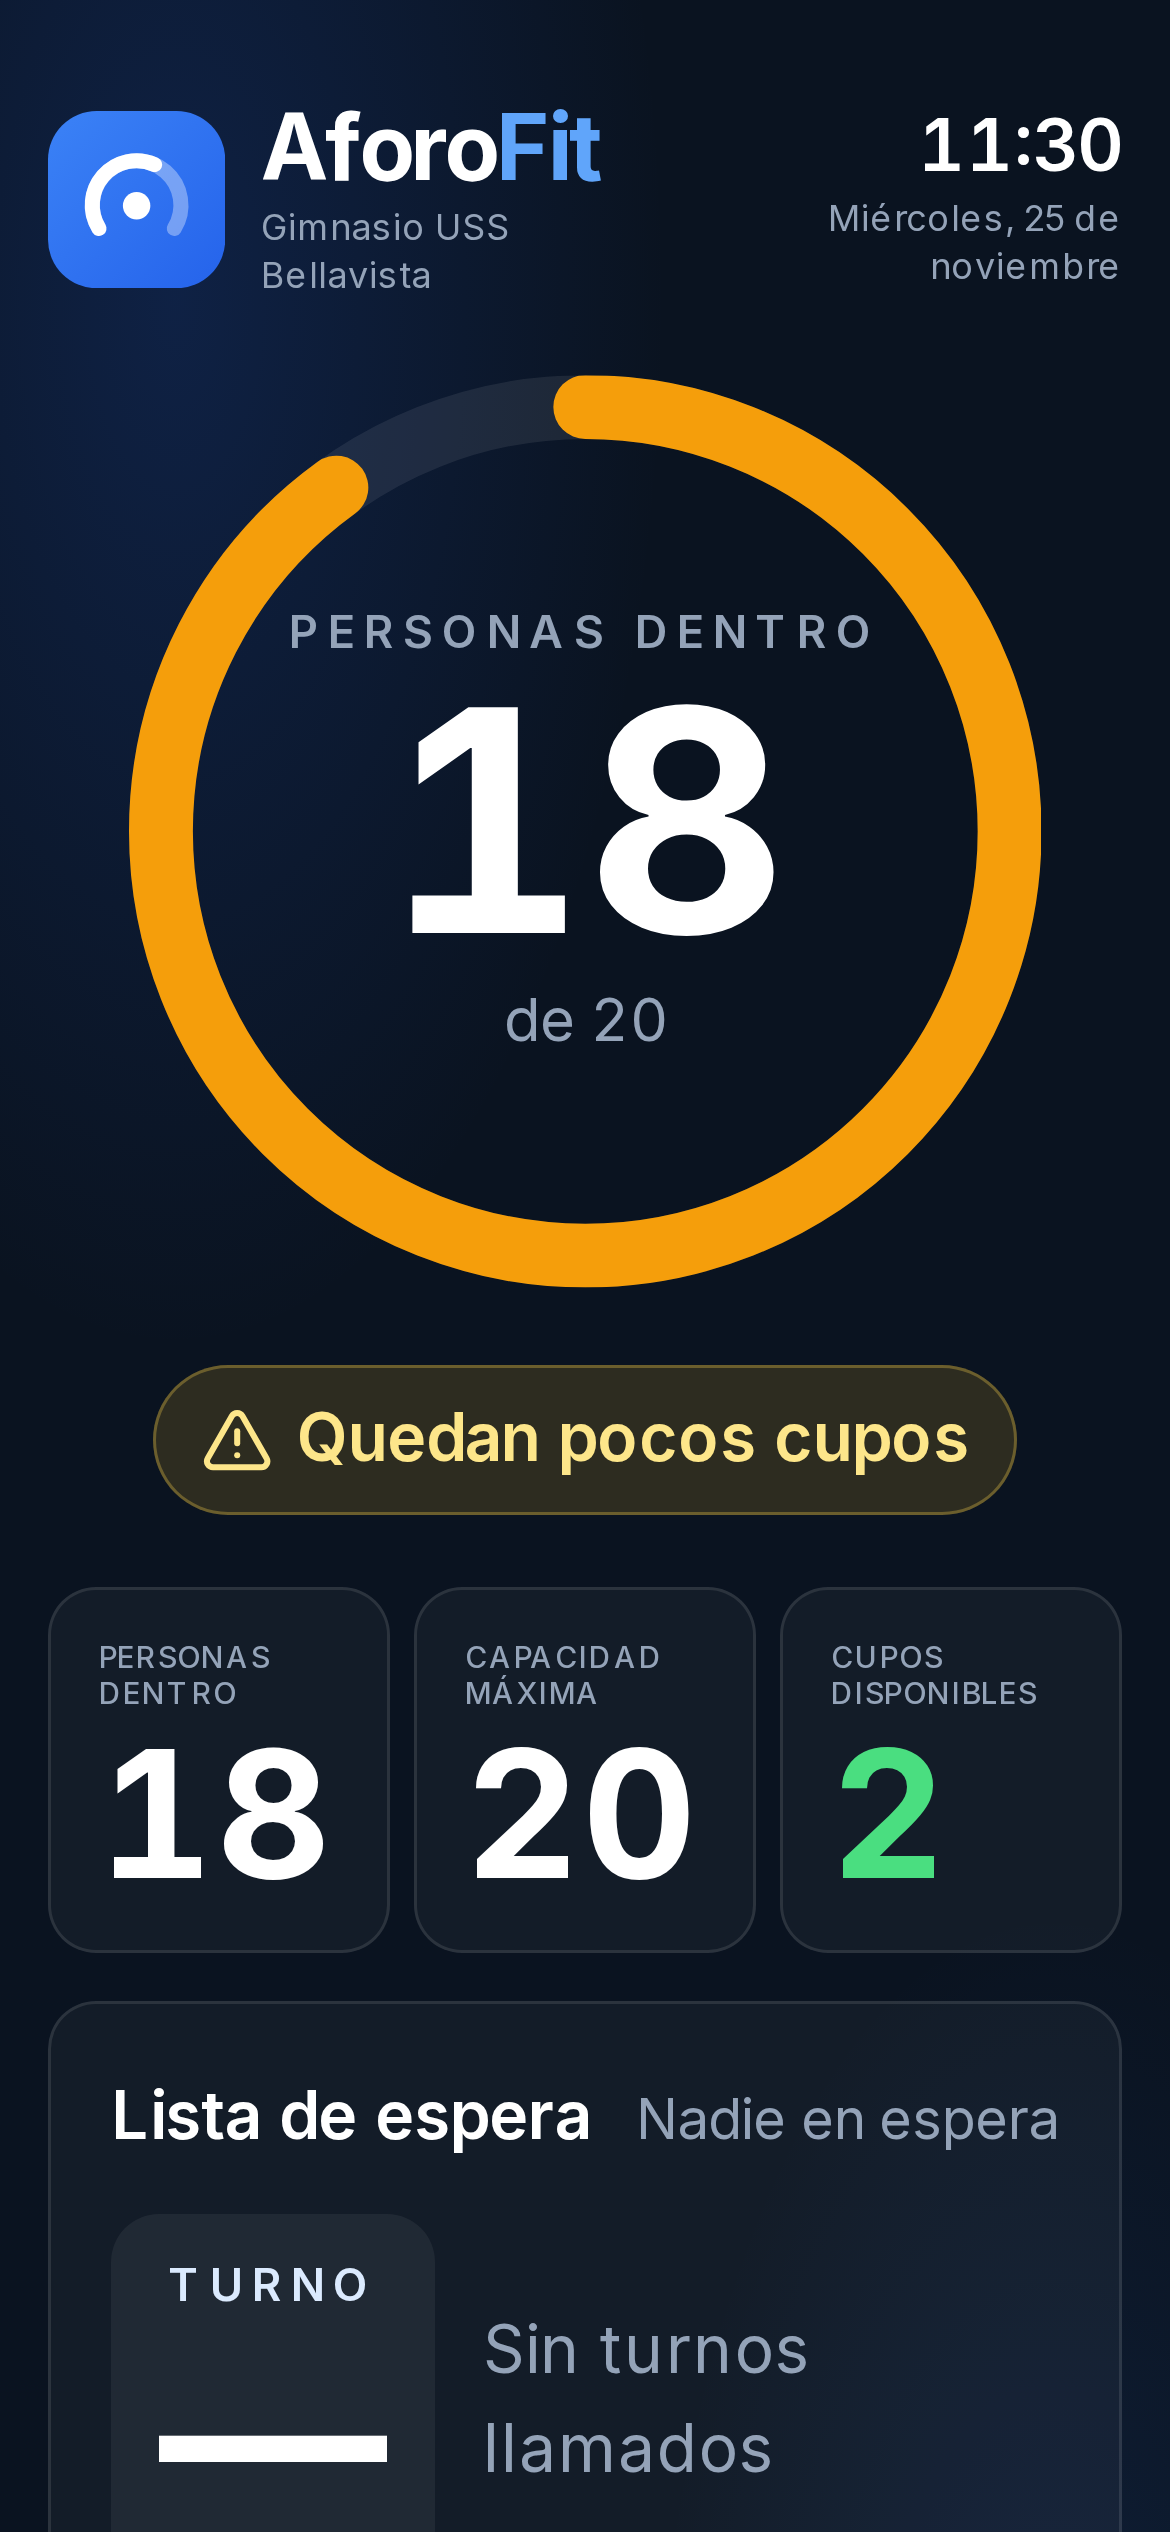 AforoFit
Gimnasio USS
Bellavista
11:30
Miércoles, 25 de
noviembre
PERSONAS DENTRO
18
de 20
Quedan pocos cupos
PERSONAS
DENTRO
18
CAPACIDAD
MÁXIMA
20
CUPOS
DISPONIBLES
2
Lista de espera
Nadie en espera
TURNO
—
Sin turnos
llamados